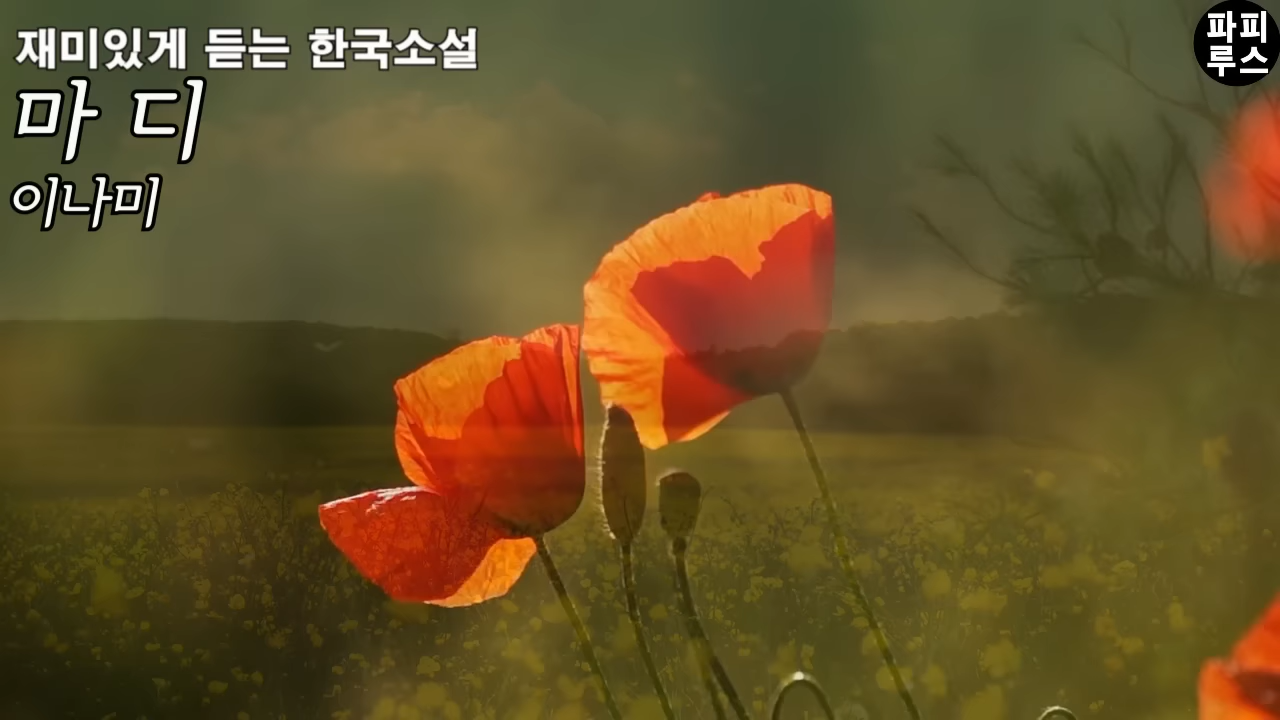 재미있게 듣는 한국소설
마 디
이나미
파피
루스